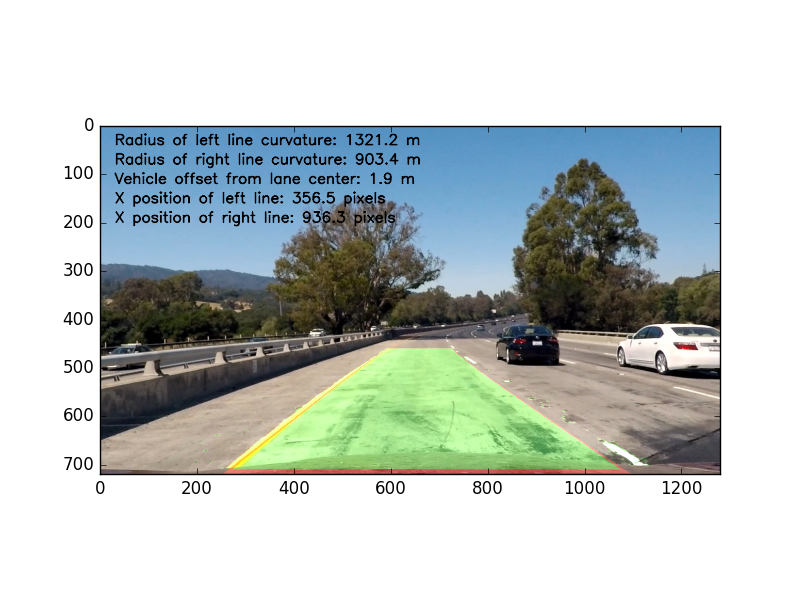 Radius of left line curvature: 1321.2 m
Radius of right line curvature: 903.4 m
Vehicle offset from lane center: 1.9 m
X position of left line: 356.5 pixels
X position of right line: 936.3 pixels
0
100
200
300
400
500
600
700
0 200 400 600 800 1000 1200